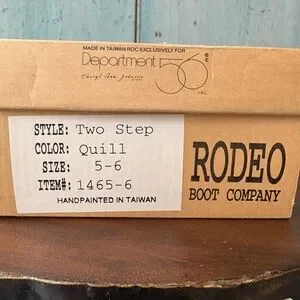 MADE IN TAIWAN ROC EXCLUSIVELY FOR
Department 56®
INC.
STYLE: Two Step
COLOR: Quill
SIZE: 5-6
ITEM#: 1465-6
HANDPAINTED IN TAIWAN
RODEO
BOOT COMPANY